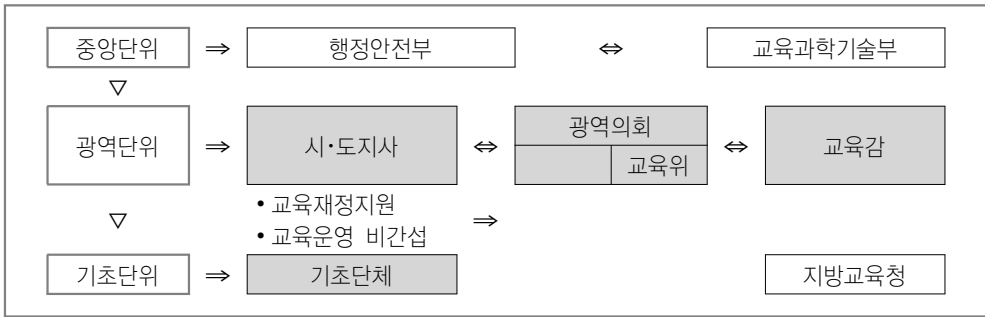 중앙단위 ⇒ 행정안전부 ⇔ 교육과학기술부
▽
광역단위 ⇒ 시·도지사 ⇔ 광역의회 ⇔ 교육감
교육위
• 교육재정지원
▽ ⇒
• 교육운영 비간섭
기초단위 ⇒ 기초단체 지방교육청